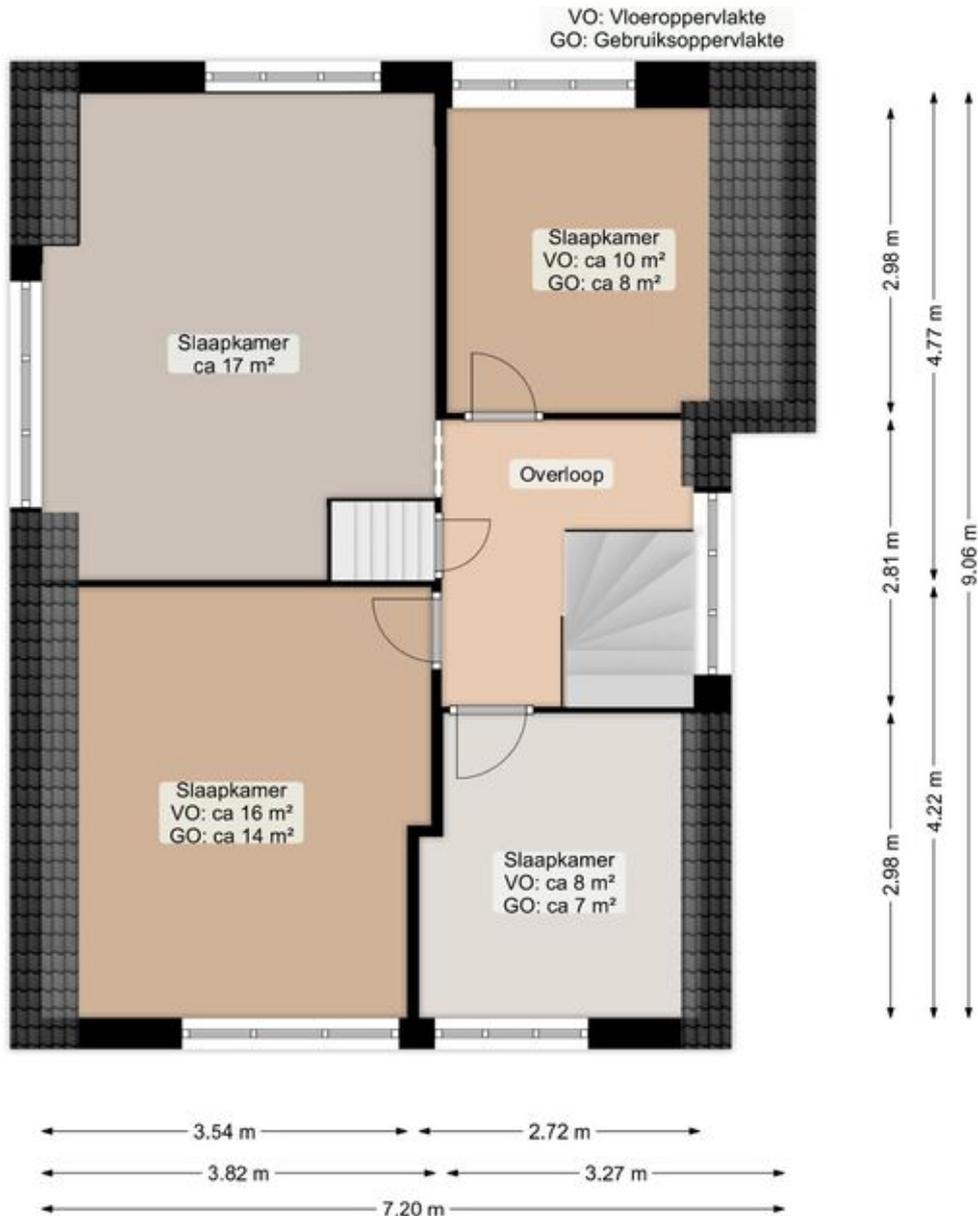 VO: Vloeroppervlakte
GO: Gebruiksoppervlakte
Slaapkamer
VO: ca 10 m²
GO: ca 8 m²
Slaapkamer
ca 17 m²
Overloop
Slaapkamer
VO: ca 16 m²
GO: ca 14 m²
Slaapkamer
VO: ca 8 m²
GO: ca 7 m²
2.98 m
4.77 m
9.06 m
2.81 m
4.22 m
2.98 m
3.54 m
2.72 m
3.82 m
3.27 m
7.20 m